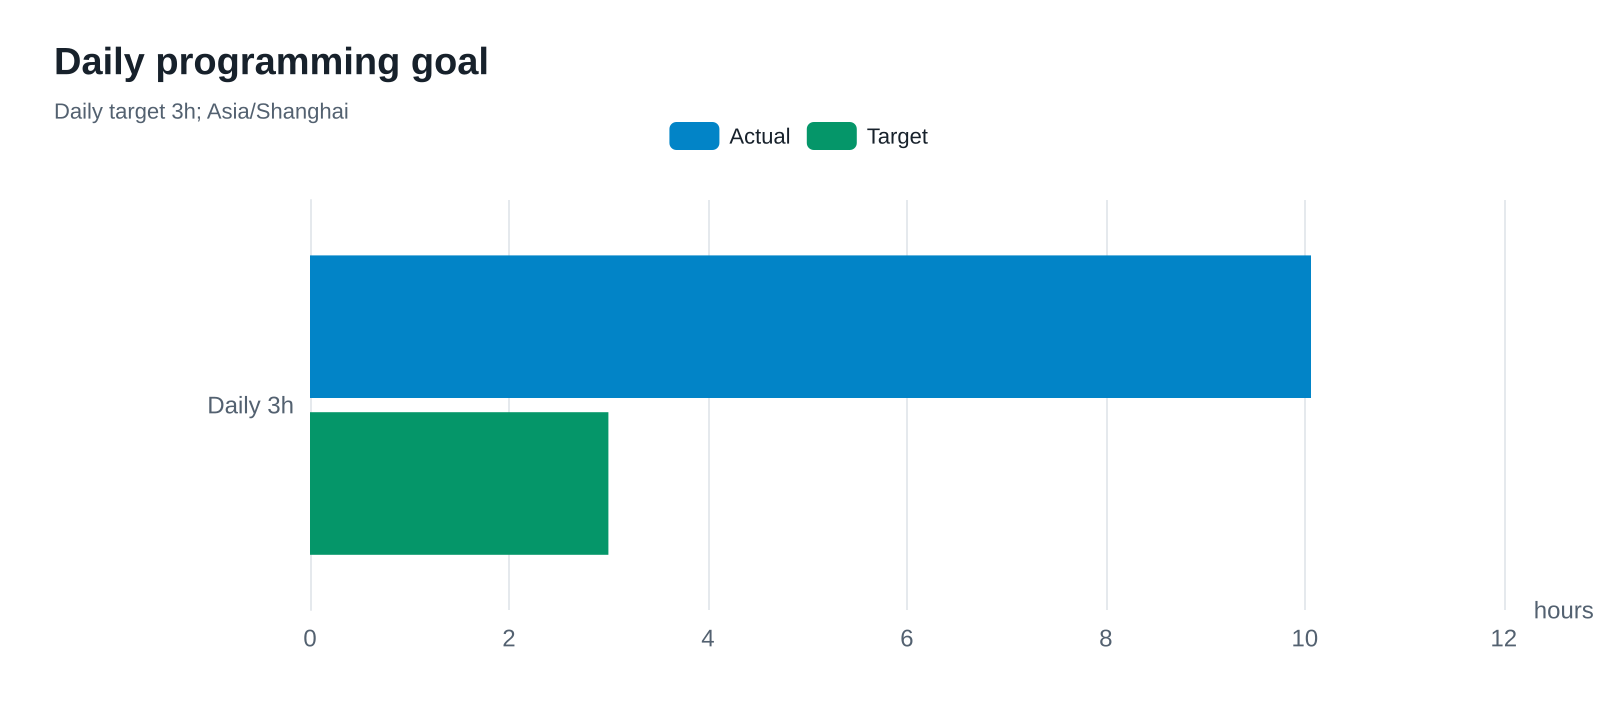 Daily programming goal
Daily target 3h; Asia/Shanghai
Actual Target
Daily 3h
hours
0 2 4 6 8 10 12